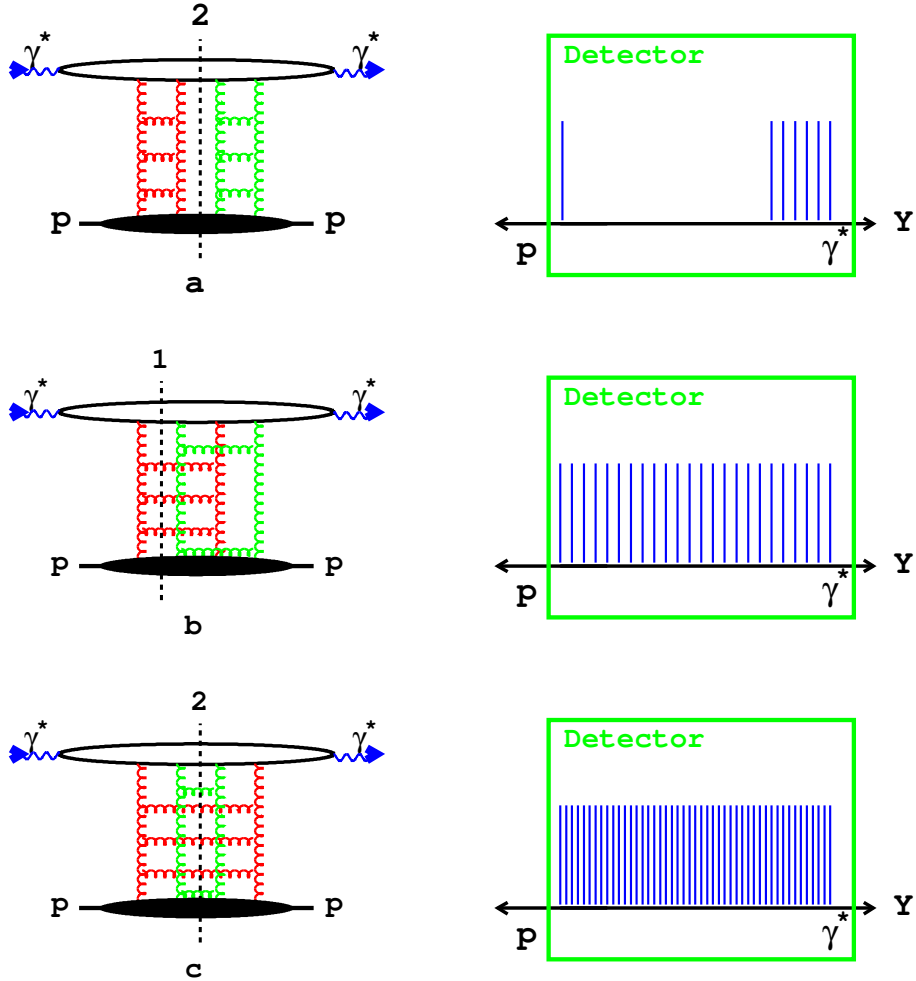 2
γ* γ*
Detector
p p
p γ* Y
a
1
γ* γ*
Detector
p p
p γ* Y
b
2
γ* γ*
Detector
p p
p γ* Y
c